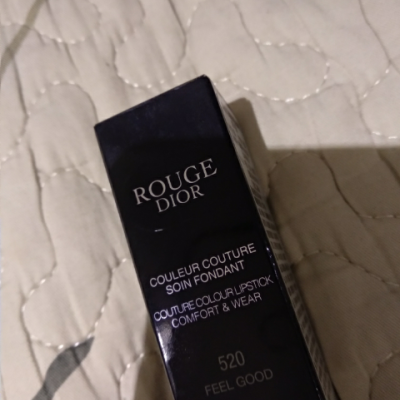 ROUGE
DIOR
COULEUR COUTURE
SOIN FONDANT
COUTURE COLOUR LIPSTICK
COMFORT & WEAR
520
FEEL GOOD